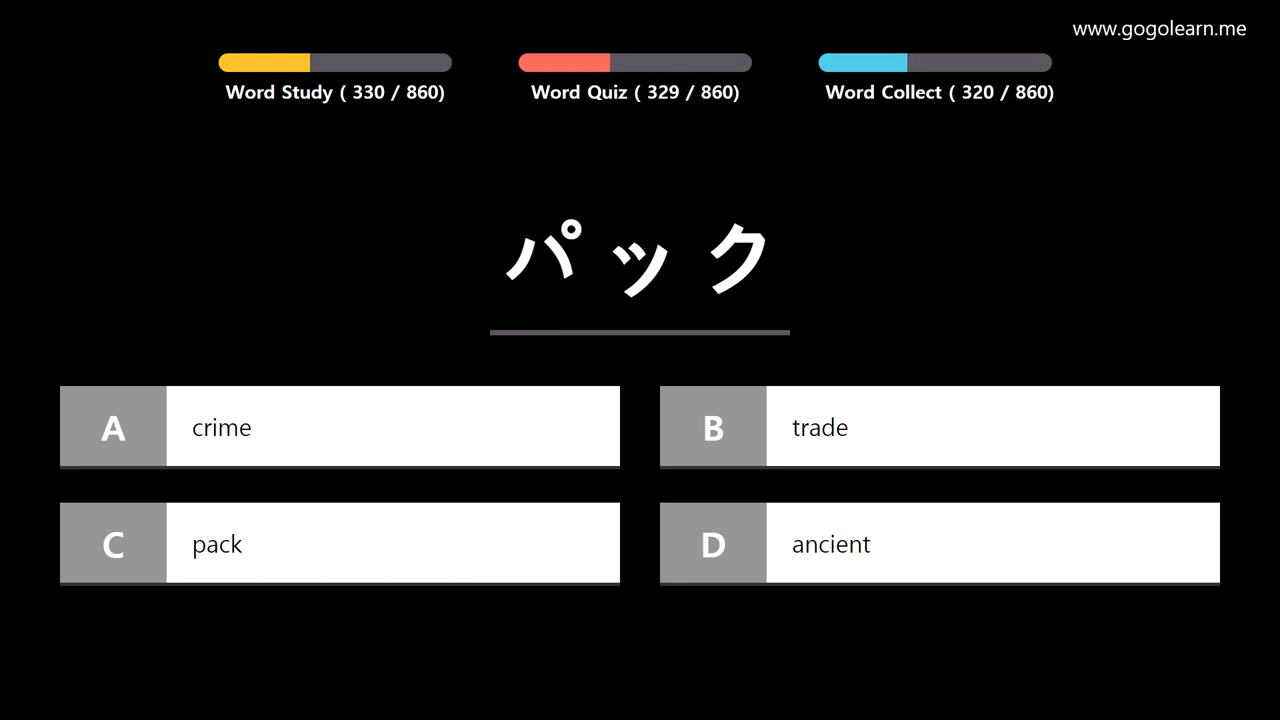 www.gogolearn.me
Word Study ( 330 / 860)
Word Quiz ( 329 / 860)
Word Collect ( 320 / 860)
パック
A crime
B trade
C pack
D ancient